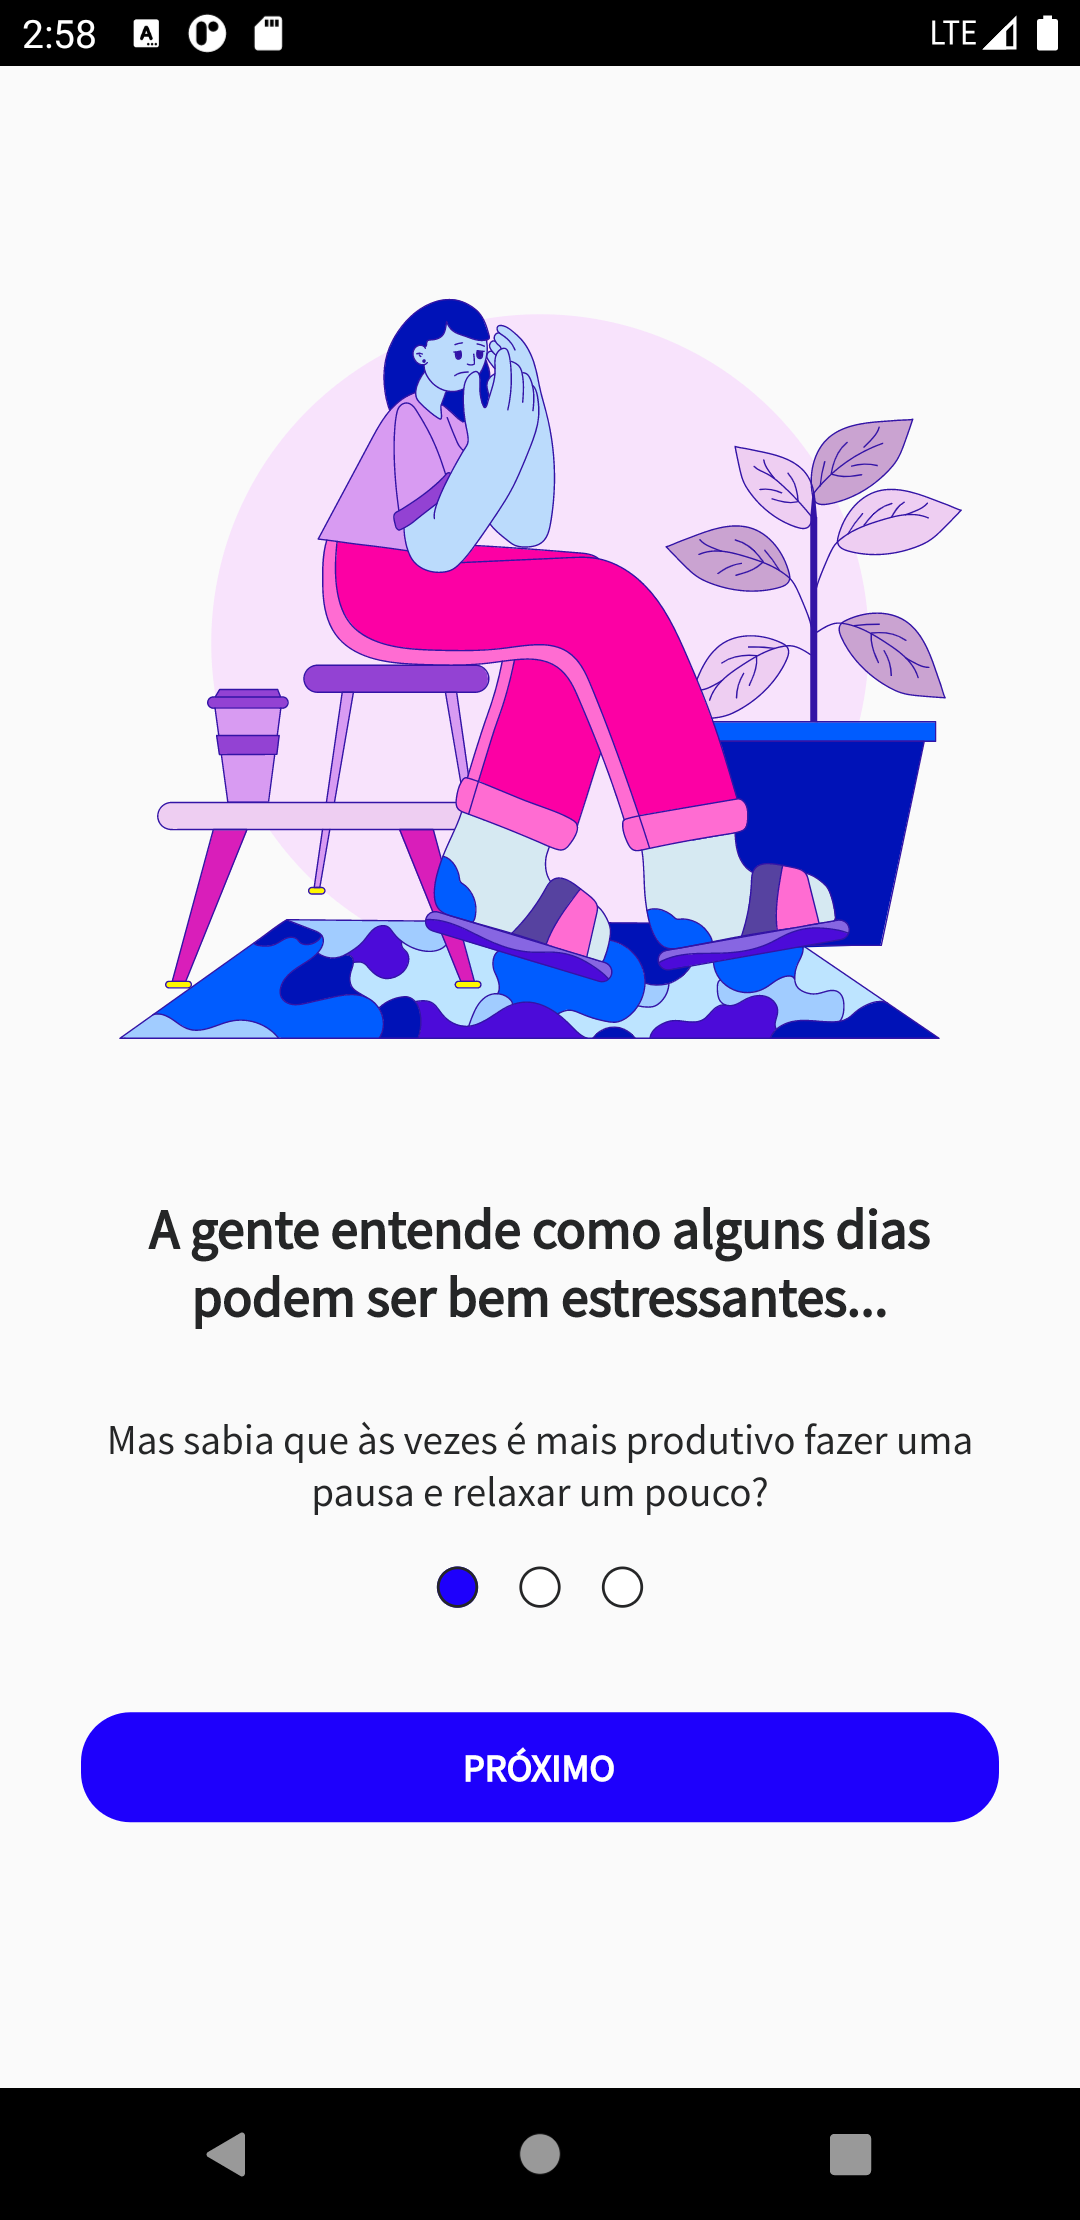 2:58
LTE
A gente entende como alguns dias
podem ser bem estressantes...
Mas sabia que às vezes é mais produtivo fazer uma
pausa e relaxar um pouco?
PRÓXIMO